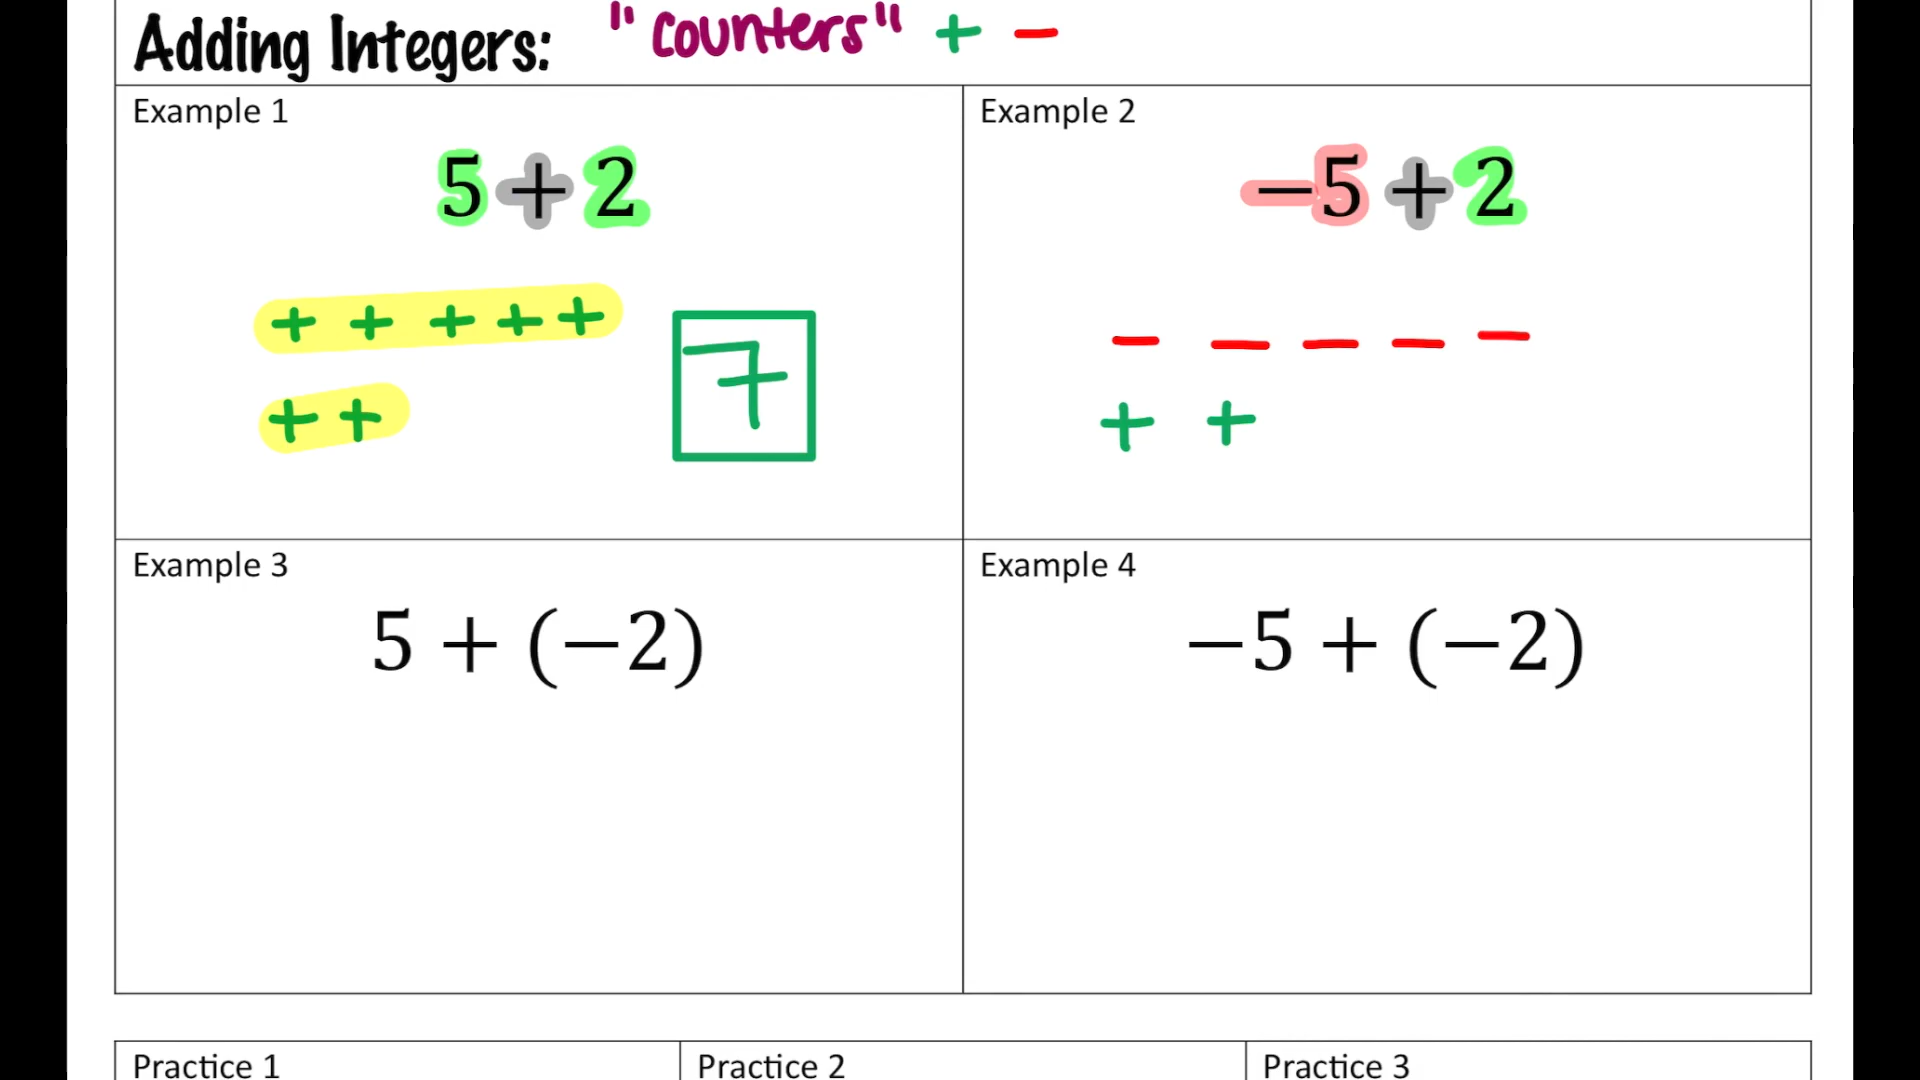 Adding Integers: "counters" + −
Example 1
5 + 2
+ + + + +
+ +
7
Example 2
−5 + 2
− − − − −
+ +
Example 3
5 + (−2)
Example 4
−5 + (−2)
Practice 1
Practice 2
Practice 3